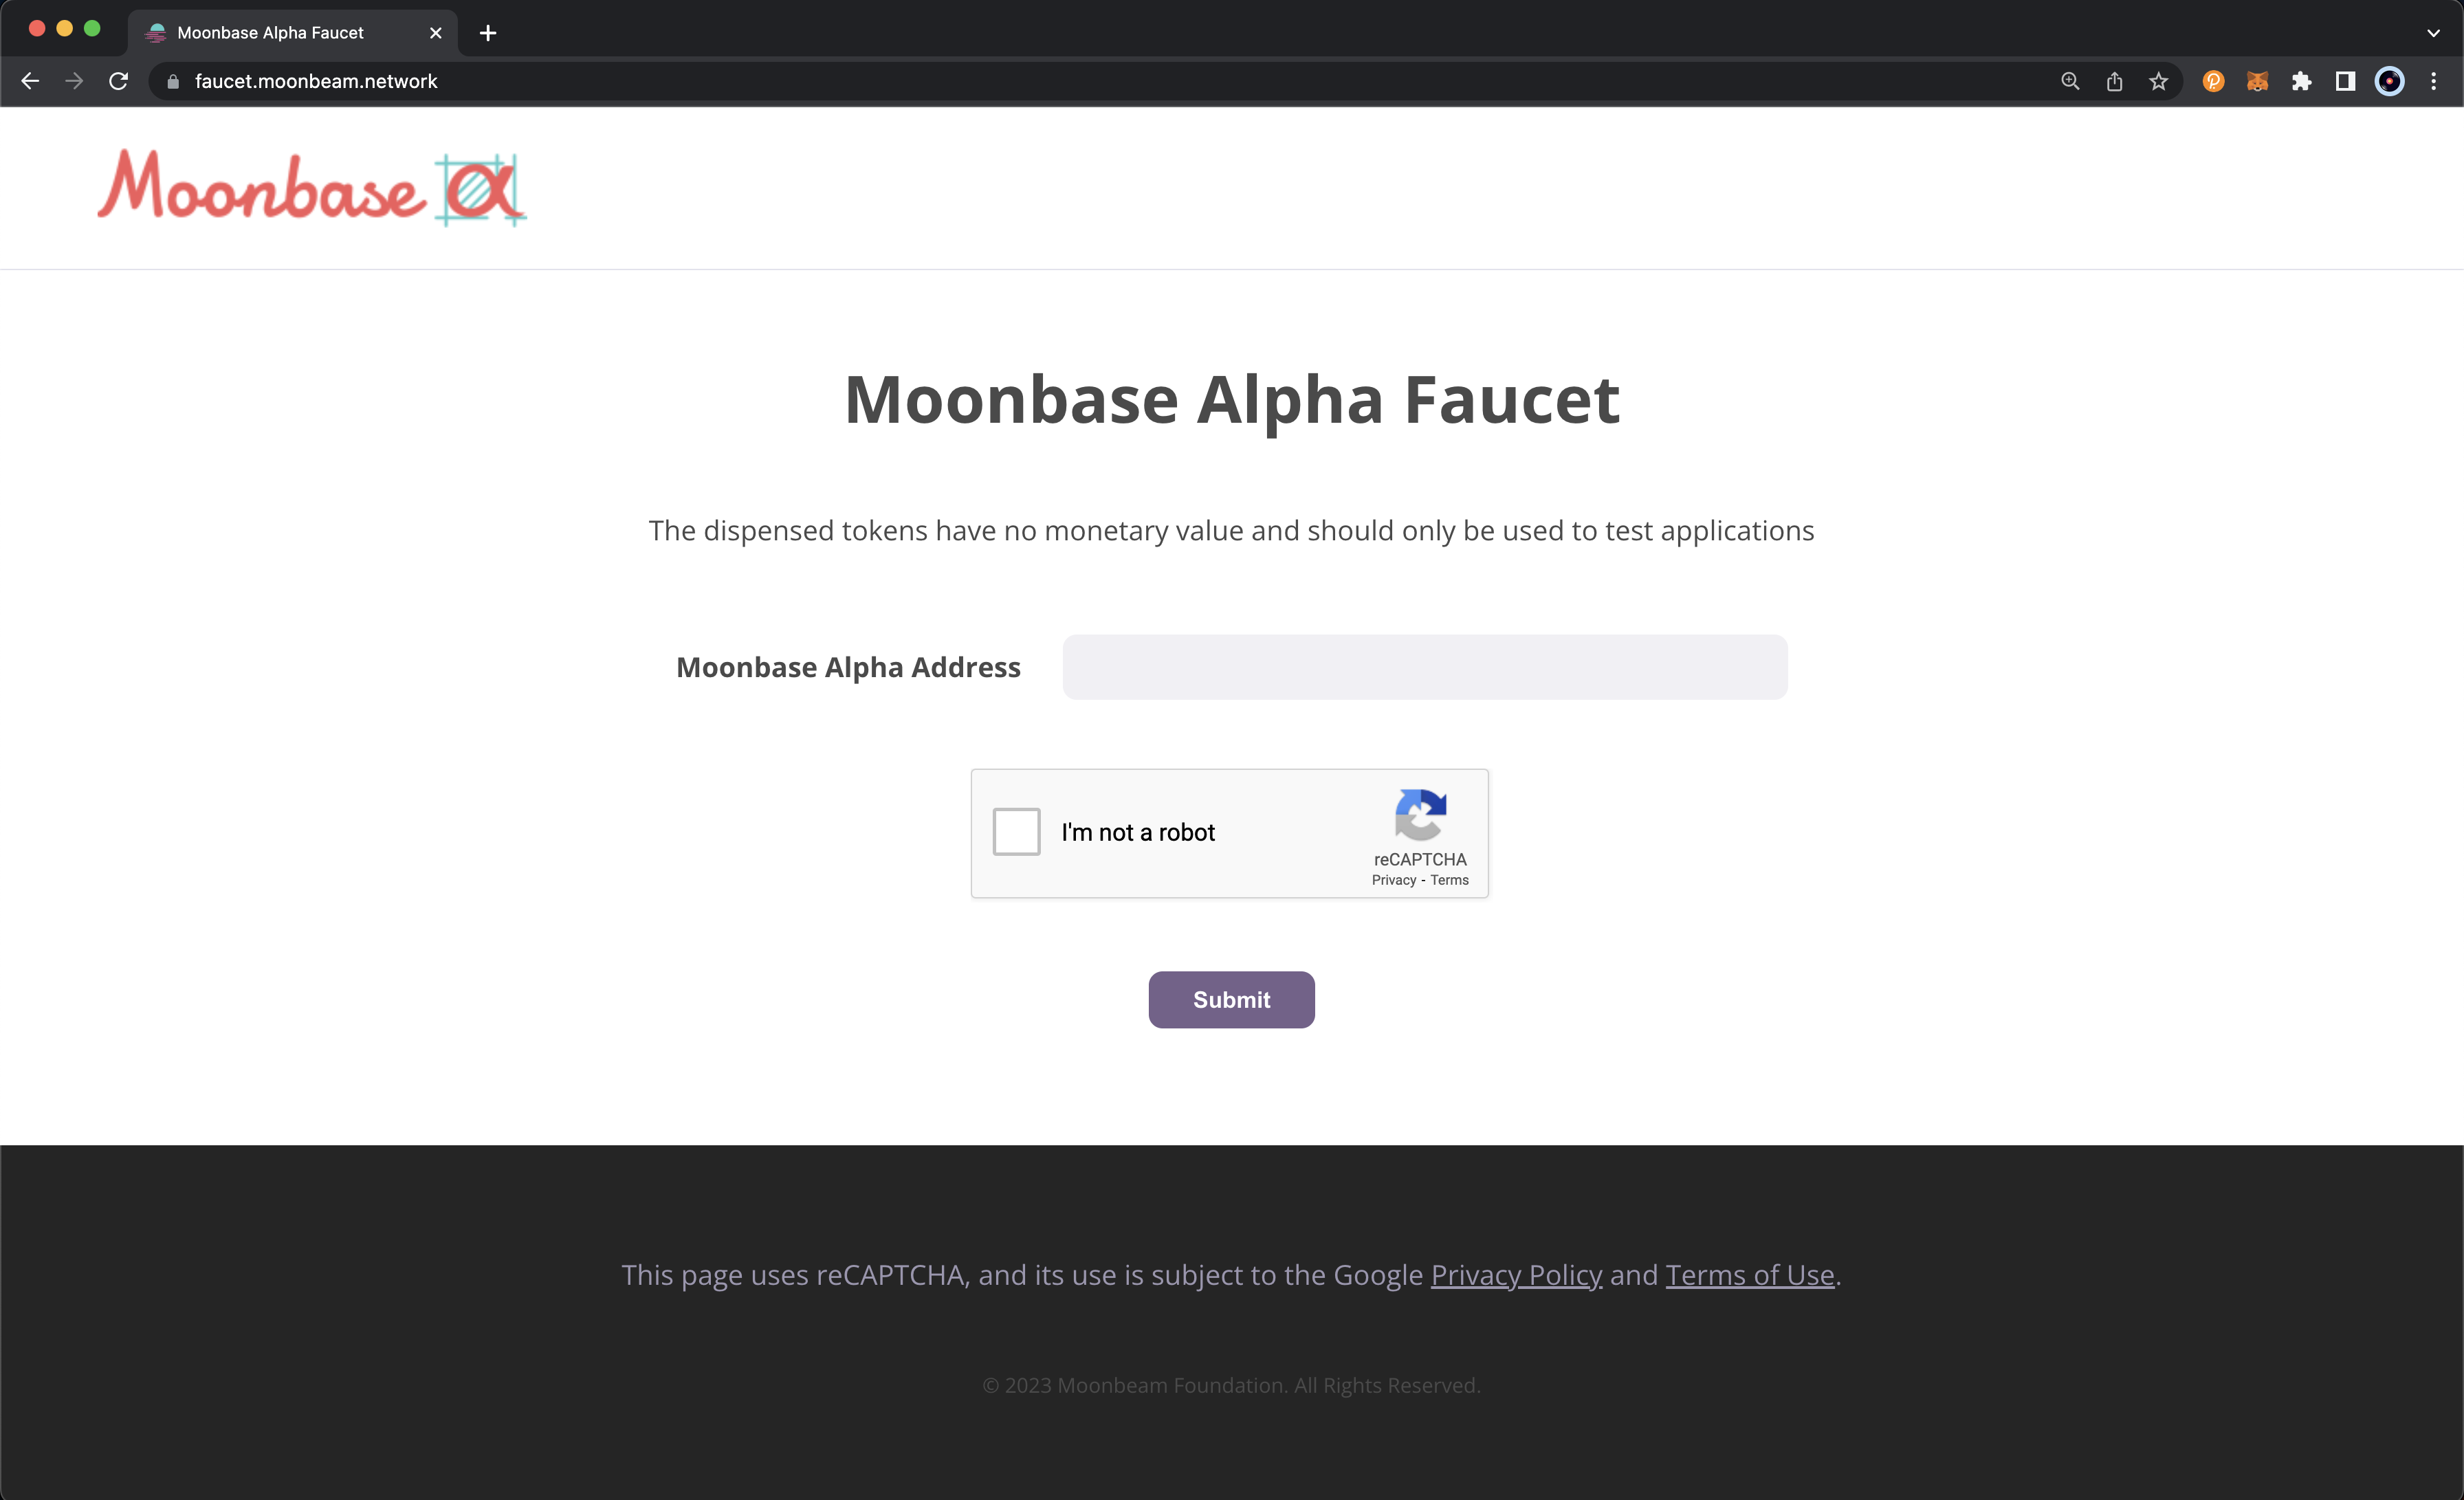 Moonbase Alpha Faucet
faucet.moonbeam.network
Moonbase α
Moonbase Alpha Faucet
The dispensed tokens have no monetary value and should only be used to test applications
Moonbase Alpha Address
I'm not a robot
reCAPTCHA
Privacy - Terms
Submit
This page uses reCAPTCHA, and its use is subject to the Google Privacy Policy and Terms of Use.
© 2023 Moonbeam Foundation. All Rights Reserved.